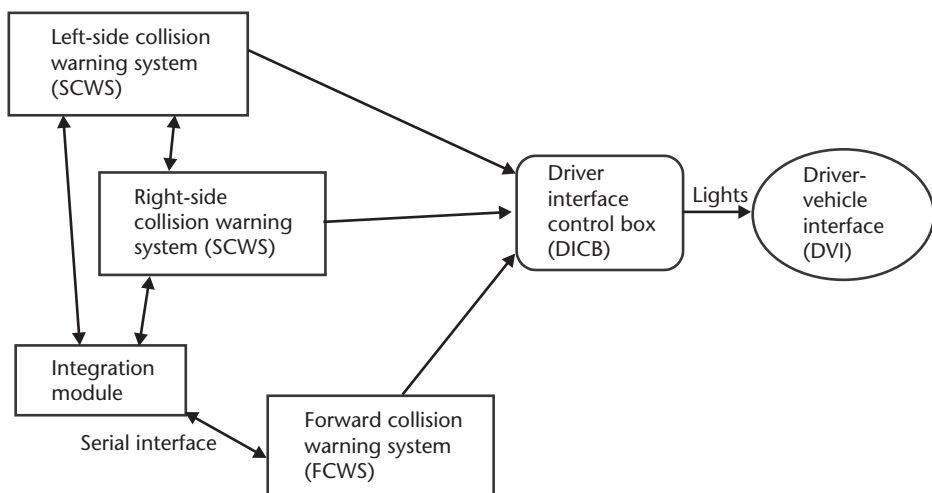 Left-side collision
warning system
(SCWS)
Right-side
collision warning
system (SCWS)
Driver
interface
control box
(DICB)
Lights
Driver-
vehicle
interface
(DVI)
Integration
module
Serial interface
Forward collision
warning system
(FCWS)